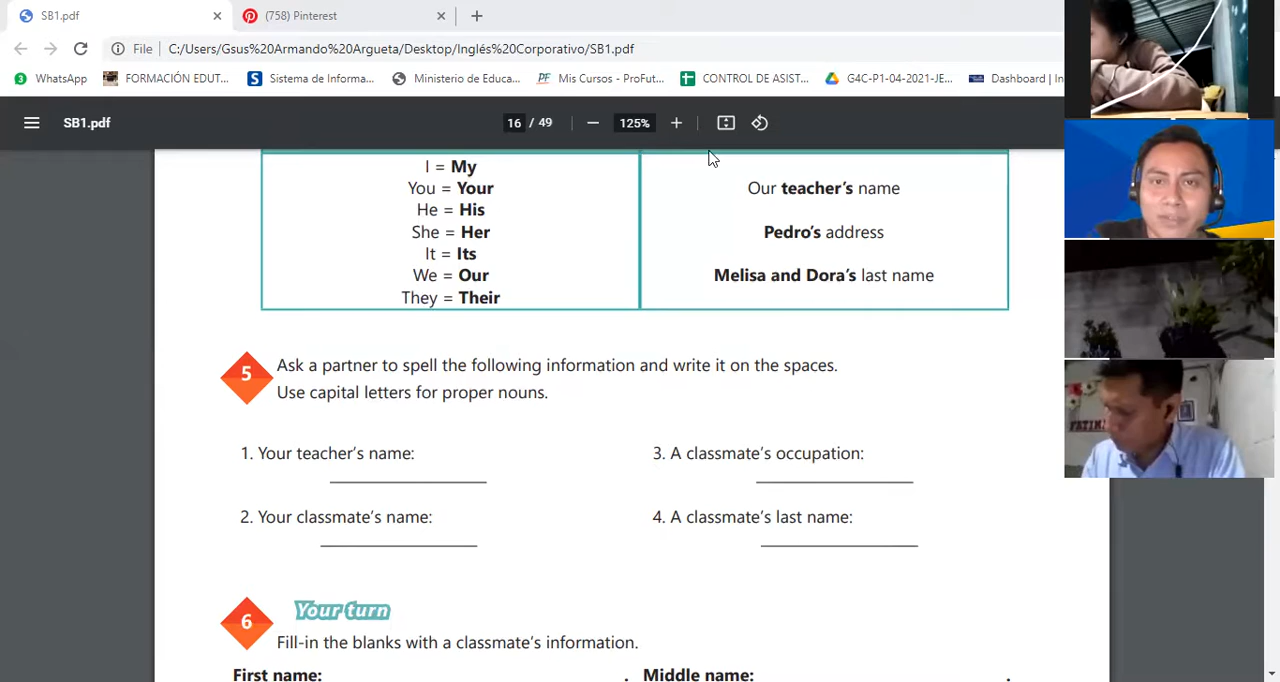 SB1.pdf
(758) Pinterest
File
C:/Users/Gsus%20Armando%20Argueta/Desktop/Inglés%20Corporativo/SB1.pdf
WhatsApp
FORMACIÓN EDUT...
Sistema de Informa...
Ministerio de Educa...
Mis Cursos - ProFut...
CONTROL DE ASIST...
G4C-P1-04-2021-JE...
Dashboard | In
SB1.pdf
16 / 49
125%
I = My
You = Your
He = His
She = Her
It = Its
We = Our
They = Their
Our teacher's name
Pedro's address
Melisa and Dora's last name
5
Ask a partner to spell the following information and write it on the spaces.
Use capital letters for proper nouns.
1. Your teacher's name:
2. Your classmate's name:
3. A classmate's occupation:
4. A classmate's last name:
6
Your turn
Fill-in the blanks with a classmate's information.
First name:
Middle name: